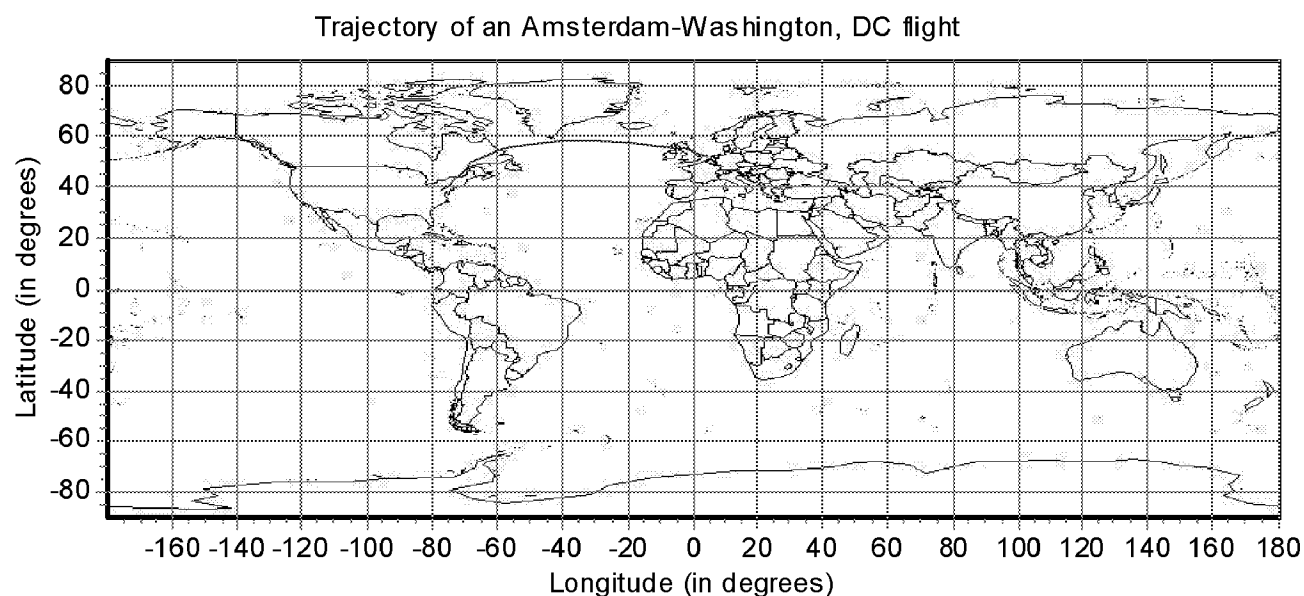 Trajectory of an Amsterdam-Washington, DC flight
80
60
40
20
0
-20
-40
-60
-80
Latitude (in degrees)
-160 -140 -120 -100 -80 -60 -40 -20 0 20 40 60 80 100 120 140 160 180
Longitude (in degrees)